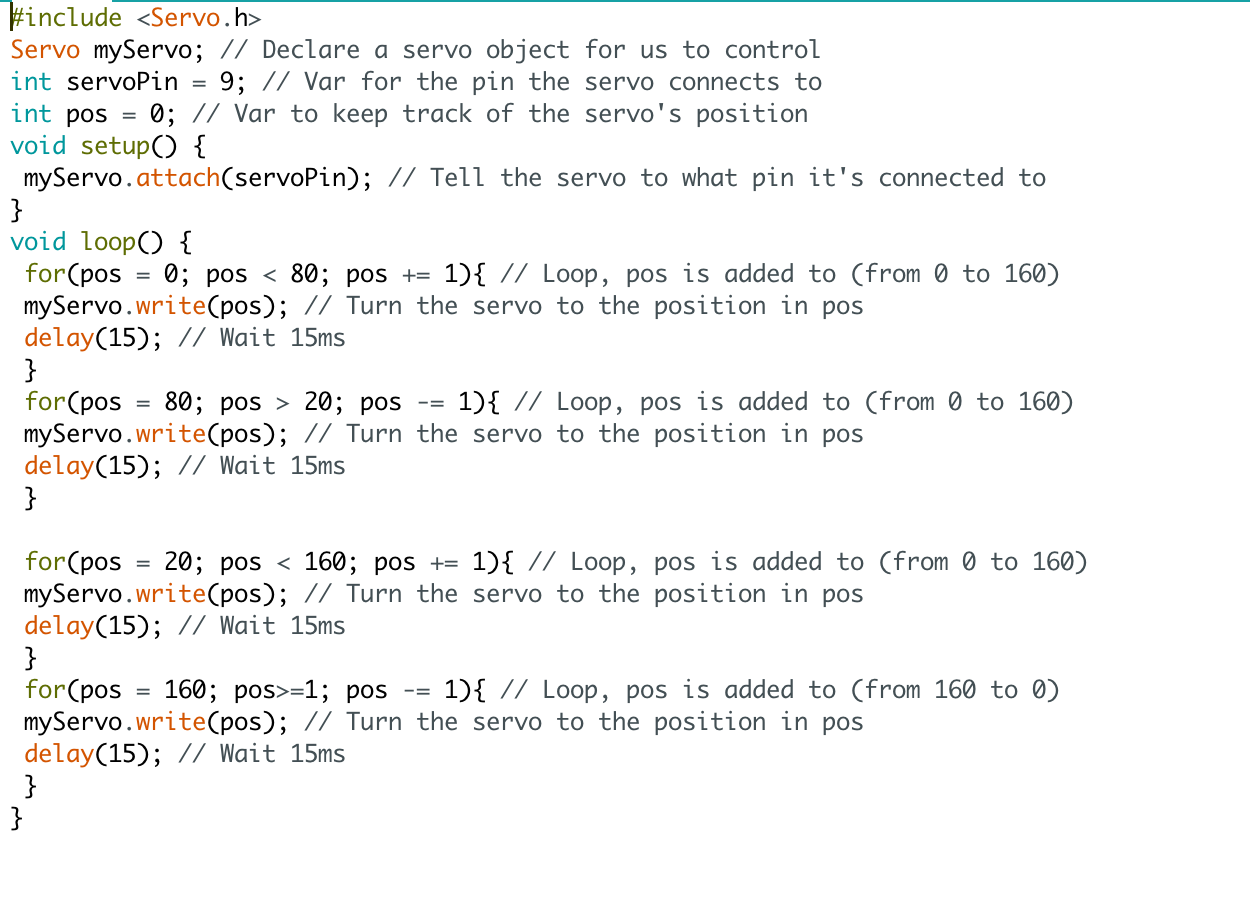 #include <Servo.h>
Servo myServo; // Declare a servo object for us to control
int servoPin = 9; // Var for the pin the servo connects to
int pos = 0; // Var to keep track of the servo's position
void setup() {
 myServo.attach(servoPin); // Tell the servo to what pin it's connected to
}
void loop() {
 for(pos = 0; pos < 80; pos += 1){ // Loop, pos is added to (from 0 to 160)
 myServo.write(pos); // Turn the servo to the position in pos
 delay(15); // Wait 15ms
 }
 for(pos = 80; pos > 20; pos -= 1){ // Loop, pos is added to (from 0 to 160)
 myServo.write(pos); // Turn the servo to the position in pos
 delay(15); // Wait 15ms
 }

 for(pos = 20; pos < 160; pos += 1){ // Loop, pos is added to (from 0 to 160)
 myServo.write(pos); // Turn the servo to the position in pos
 delay(15); // Wait 15ms
 }
 for(pos = 160; pos>=1; pos -= 1){ // Loop, pos is added to (from 160 to 0)
 myServo.write(pos); // Turn the servo to the position in pos
 delay(15); // Wait 15ms
 }
}